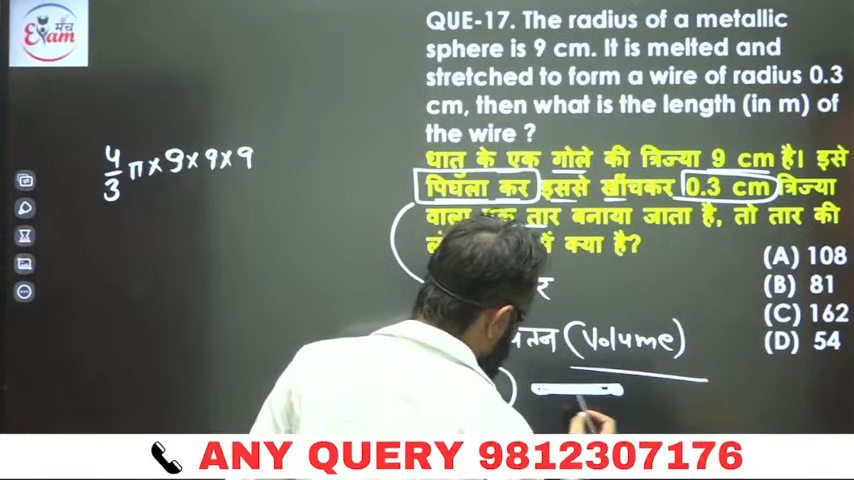 मंच
Exam
QUE-17. The radius of a metallic
sphere is 9 cm. It is melted and
stretched to form a wire of radius 0.3
cm, then what is the length (in m) of
the wire ?
धातु के एक गोले की त्रिज्या 9 cm है। इसे
पिघला कर इससे खींचकर 0.3 cm त्रिज्या
वाला एक तार बनाया जाता है, तो तार की
में क्या है?
(A) 108
(B) 81
(C) 162
(D) 54
4/3 π × 9 × 9 × 9
(Volume)
ANY QUERY 9812307176